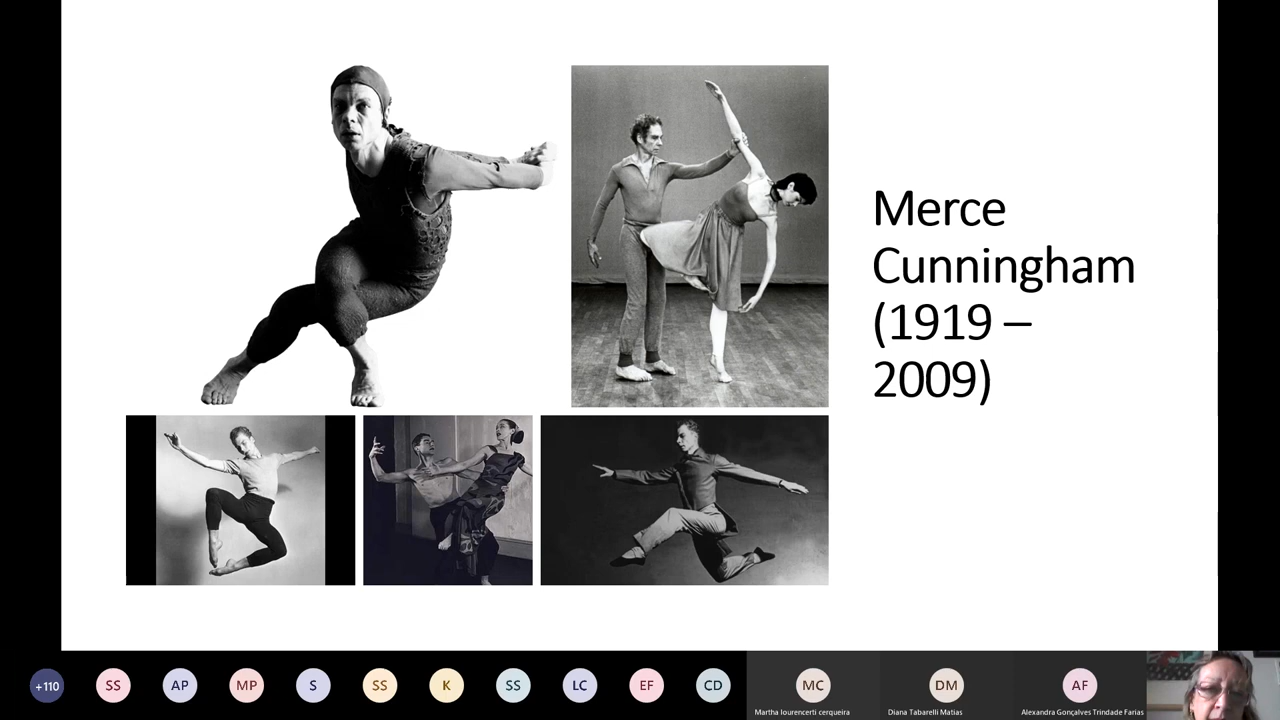 Merce
Cunningham
(1919 –
2009)
+110
SS
AP
MP
S
SS
K
SS
LC
EF
CD
MC
DM
AF
Martha lourencerti cerqueira
Diana Tabarelli Matias
Alexandra Gonçalves Trindade Farias